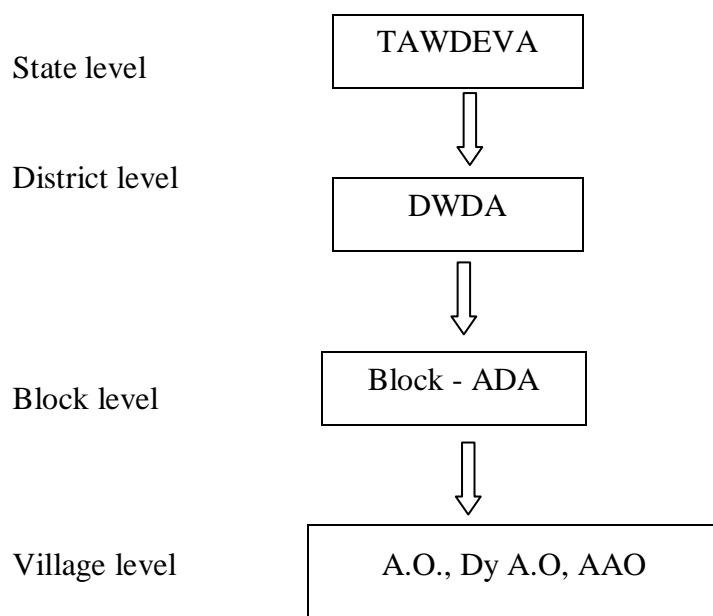 State level
TAWDEVA
District level
DWDA
Block level
Block - ADA
Village level
A.O., Dy A.O, AAO